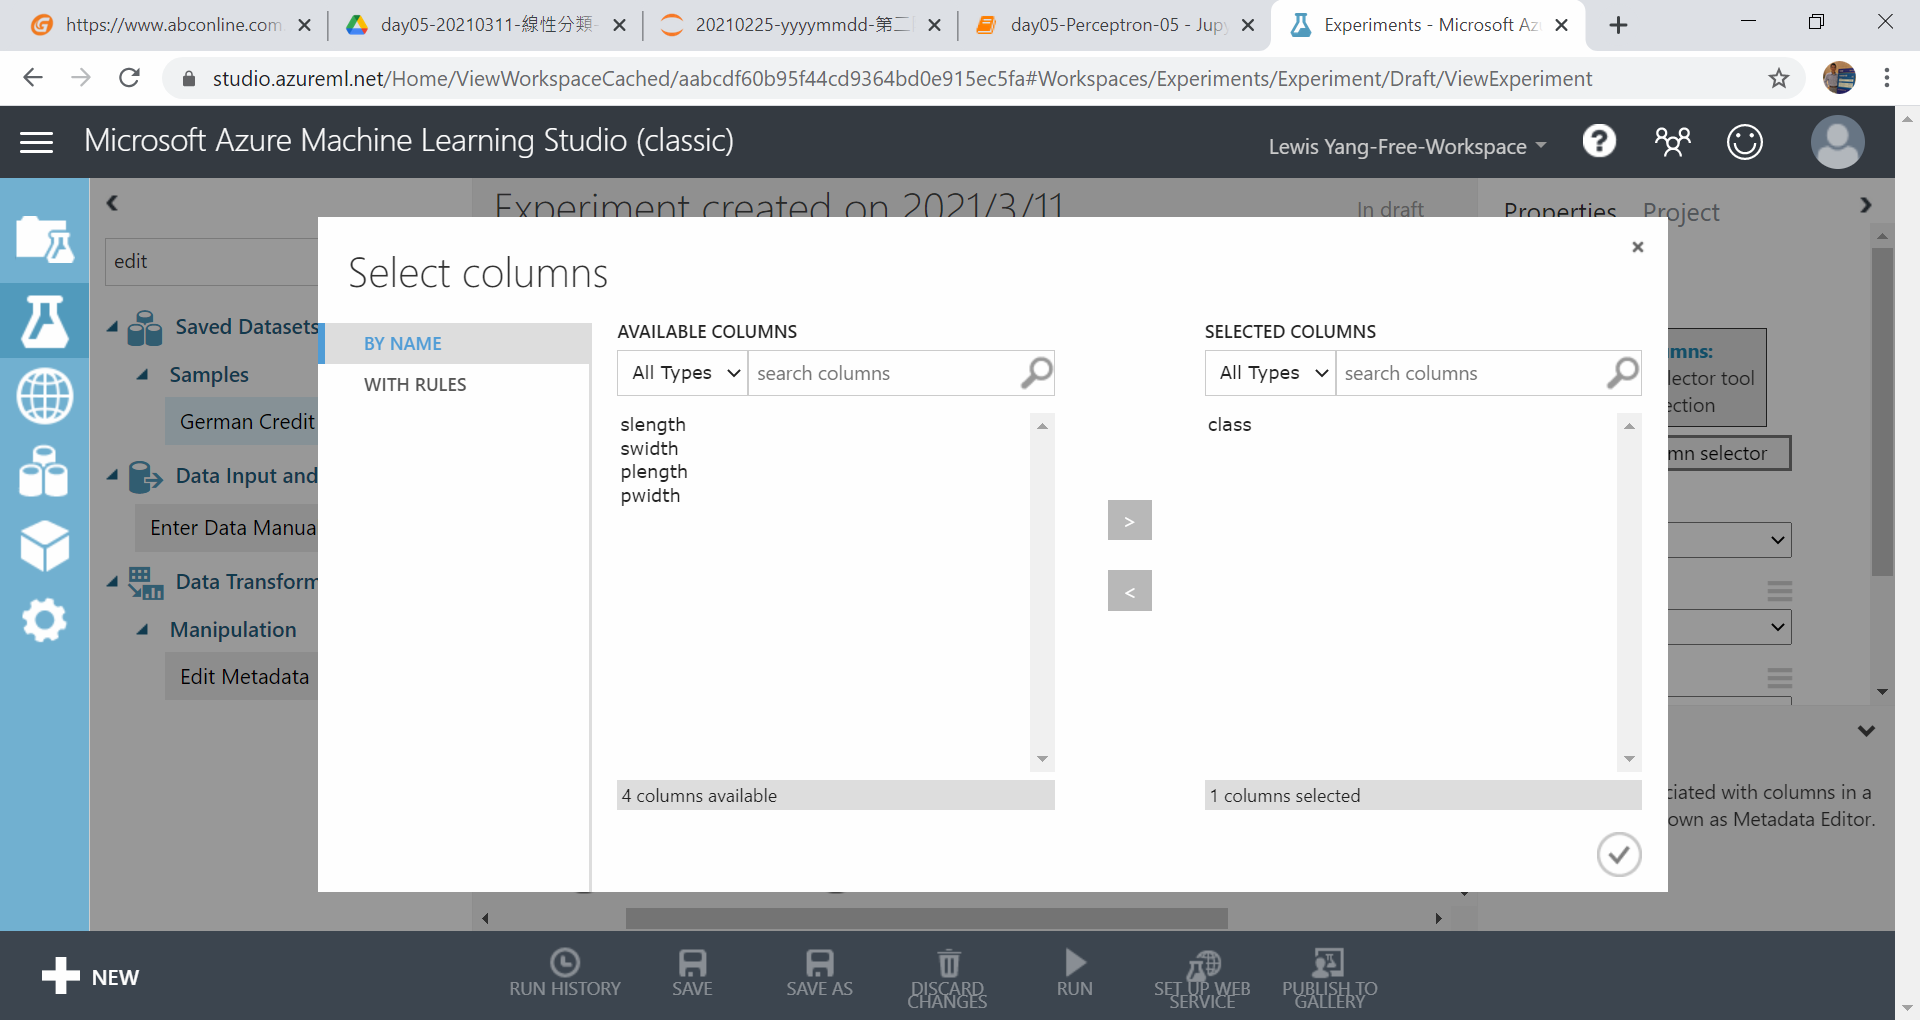 https://www.abconline.com
day05-20210311-線性分類-
20210225-yyyymmdd-第二
day05-Perceptron-05 - Jupy
Experiments - Microsoft Az
studio.azureml.net/Home/ViewWorkspaceCached/aabcdf60b95f44cd9364bd0e915ec5fa#Workspaces/Experiments/Experiment/Draft/ViewExperiment
Microsoft Azure Machine Learning Studio (classic)
Lewis Yang-Free-Workspace
Experiment created on 2021/3/11
In draft
Properties
Project
edit
Saved Datasets
Samples
German Credit
Data Input and
Enter Data Manua
Data Transform
Manipulation
Edit Metadata
Select columns
BY NAME
WITH RULES
AVAILABLE COLUMNS
All Types
search columns
slength
swidth
plength
pwidth
4 columns available
>
<
SELECTED COLUMNS
All Types
search columns
class
1 columns selected
mns:
lector tool
ection
mn selector
ciated with columns in a
own as Metadata Editor.
NEW
RUN HISTORY
SAVE
SAVE AS
DISCARD
CHANGES
RUN
SET UP WEB
SERVICE
PUBLISH TO
GALLERY